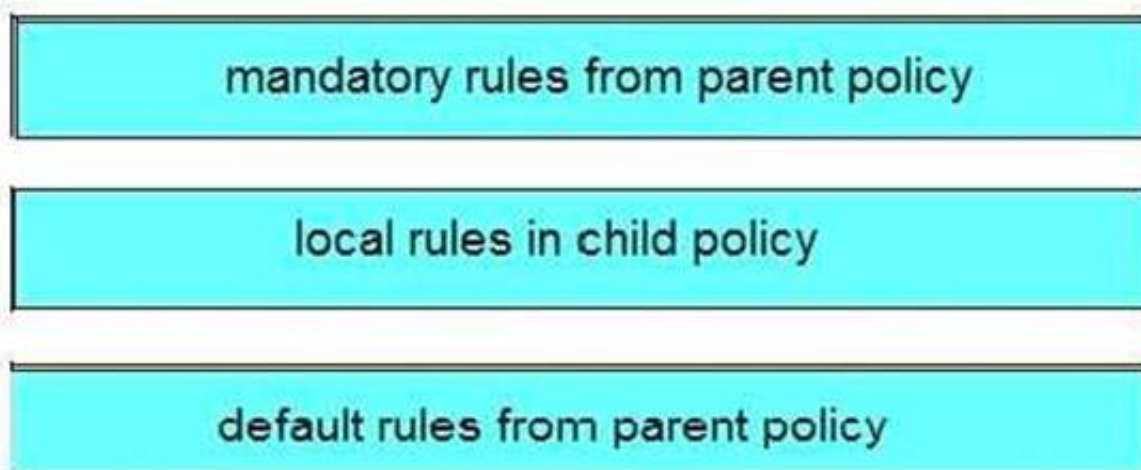 mandatory rules from parent policy
local rules in child policy
default rules from parent policy